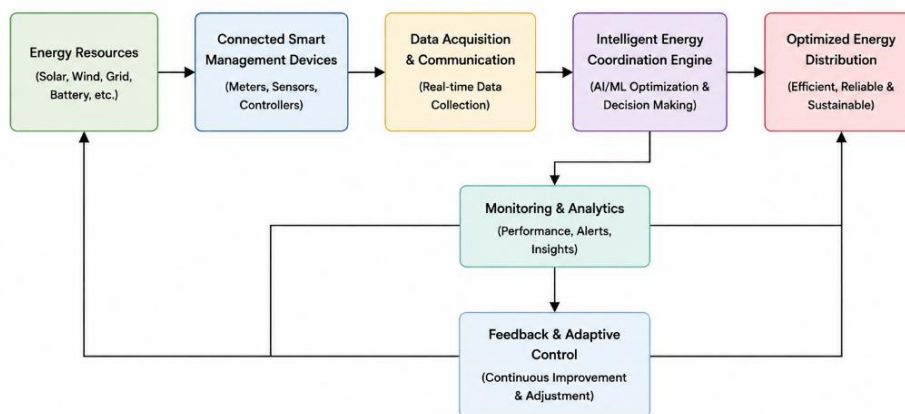 Energy Resources
(Solar, Wind, Grid,
Battery, etc.)
Connected Smart
Management Devices
(Meters, Sensors,
Controllers)
Data Acquisition
& Communication
(Real-time Data
Collection)
Intelligent Energy
Coordination Engine
(AI/ML Optimization &
Decision Making)
Optimized Energy
Distribution
(Efficient, Reliable &
Sustainable)
Monitoring & Analytics
(Performance, Alerts,
Insights)
Feedback & Adaptive
Control
(Continuous Improvement
& Adjustment)